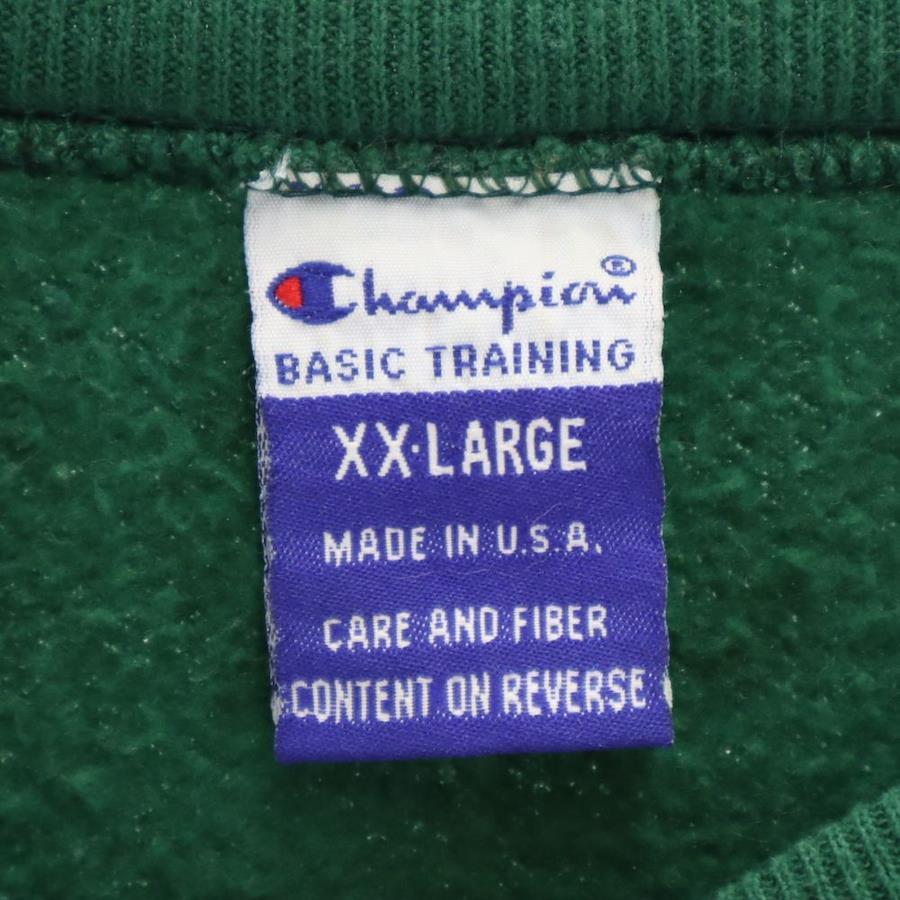 Champion®
BASIC TRAINING
XX·LARGE
MADE IN U.S.A.
CARE AND FIBER
CONTENT ON REVERSE